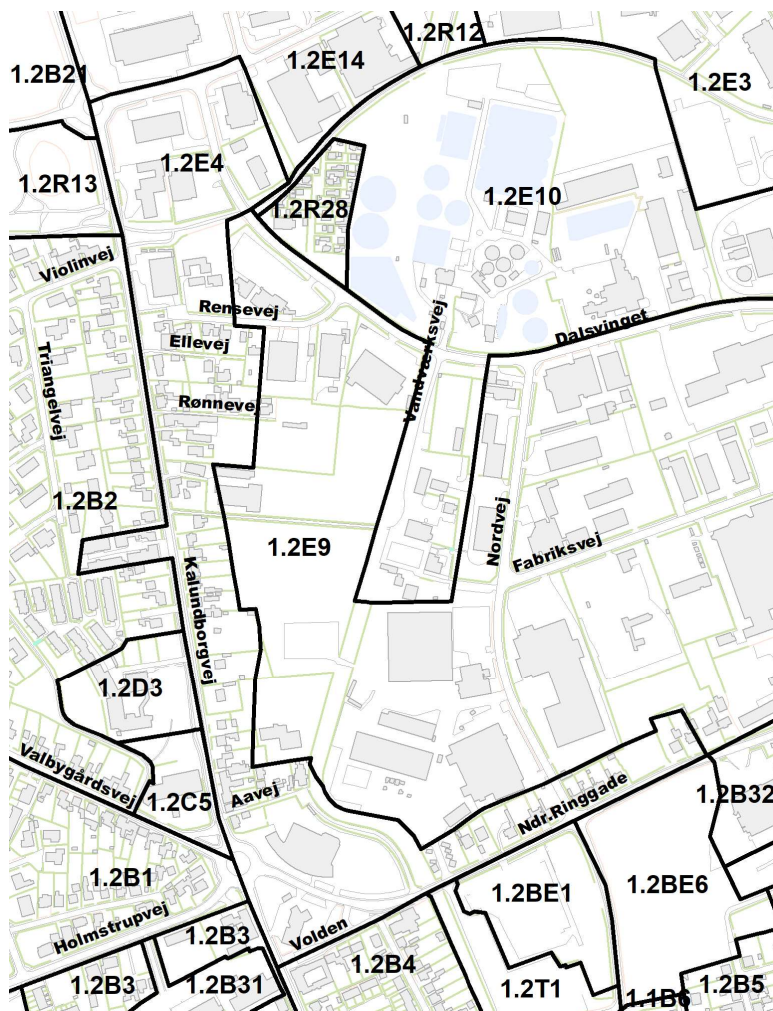 1.2R12
1.2E14
1.2B21
1.2E3
1.2E4
1.2R13
1.2E10
1.2R28
Violinvej
Rensevej
Vandværksvej
Dalsvinget
Ellevej
Triangelvej
Rønnevej
1.2B2
Nordvej
1.2E9
Fabriksvej
Kalundborgvej
1.2D3
Valbygårdsvej
Aavej
Ndr.Ringgade
1.2C5
1.2B32
1.2B1
1.2BE1
1.2BE6
Holmstrupvej
Volden
1.2B3
1.2B4
1.2B3
1.2B31
1.2T1
1.2B5
1.1B6